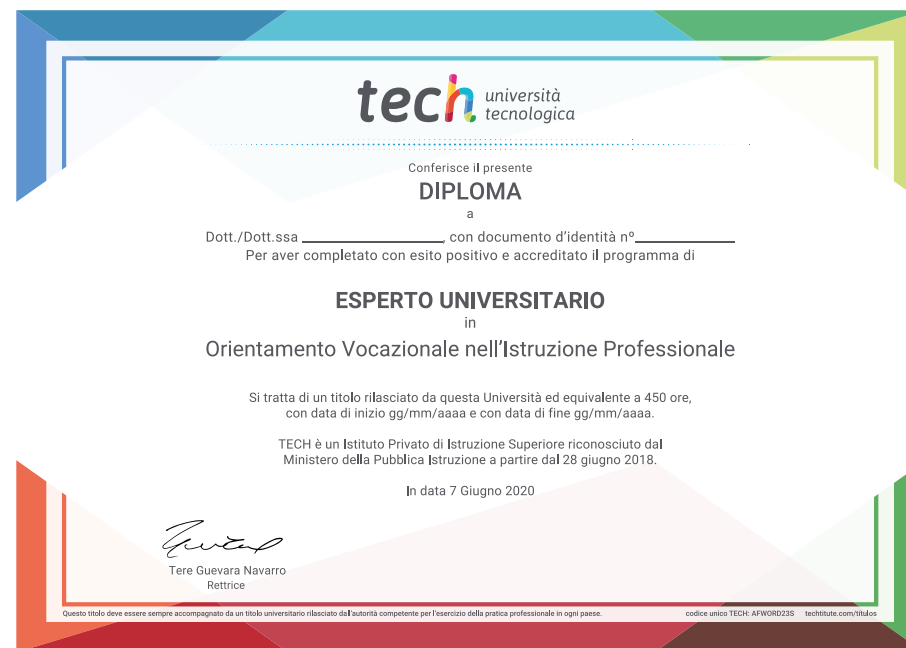 tech università
tecnologica
Conferisce il presente
DIPLOMA
a
Dott./Dott.ssa ____________________, con documento d'identità nº______________
Per aver completato con esito positivo e accreditato il programma di
ESPERTO UNIVERSITARIO
in
Orientamento Vocazionale nell'Istruzione Professionale
Si tratta di un titolo rilasciato da questa Università ed equivalente a 450 ore,
con data di inizio gg/mm/aaaa e con data di fine gg/mm/aaaa.
TECH è un Istituto Privato di Istruzione Superiore riconosciuto dal
Ministero della Pubblica Istruzione a partire dal 28 giugno 2018.
In data 7 Giugno 2020
Tere Guevara Navarro
Rettrice
Questo titolo deve essere sempre accompagnato da un titolo universitario rilasciato dall'autorità competente per l'esercizio della pratica professionale in ogni paese. codice unico TECH: AFWORD23S techtitute.com/titulos